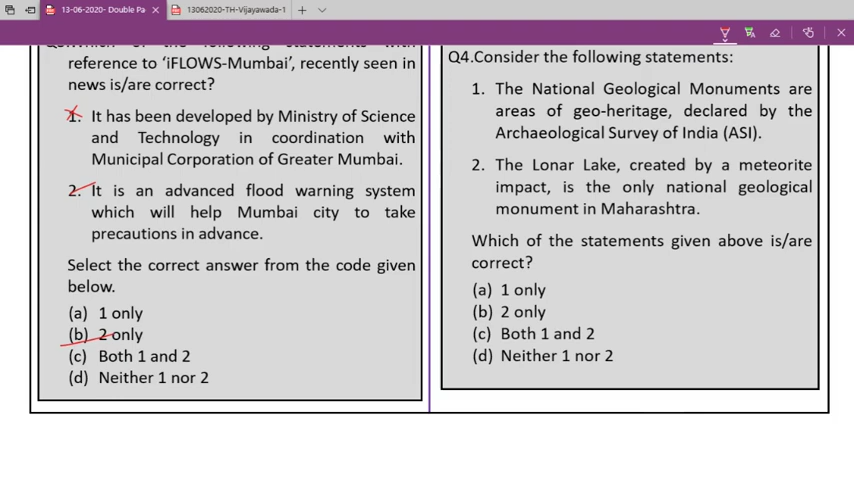 13-06-2020- Double Pa
13062020-TH-Vijayawada-1
Which of the following statements with
reference to ‘iFLOWS-Mumbai’, recently seen in
news is/are correct?
1. It has been developed by Ministry of Science
and Technology in coordination with
Municipal Corporation of Greater Mumbai.
2. It is an advanced flood warning system
which will help Mumbai city to take
precautions in advance.
Select the correct answer from the code given
below.
(a) 1 only
(b) 2 only
(c) Both 1 and 2
(d) Neither 1 nor 2
Q4.Consider the following statements:
1. The National Geological Monuments are
areas of geo-heritage, declared by the
Archaeological Survey of India (ASI).
2. The Lonar Lake, created by a meteorite
impact, is the only national geological
monument in Maharashtra.
Which of the statements given above is/are
correct?
(a) 1 only
(b) 2 only
(c) Both 1 and 2
(d) Neither 1 nor 2